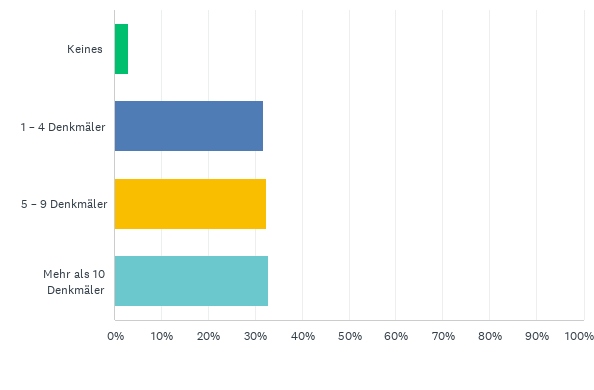 Keines
1 – 4 Denkmäler
5 – 9 Denkmäler
Mehr als 10
Denkmäler
0% 10% 20% 30% 40% 50% 60% 70% 80% 90% 100%